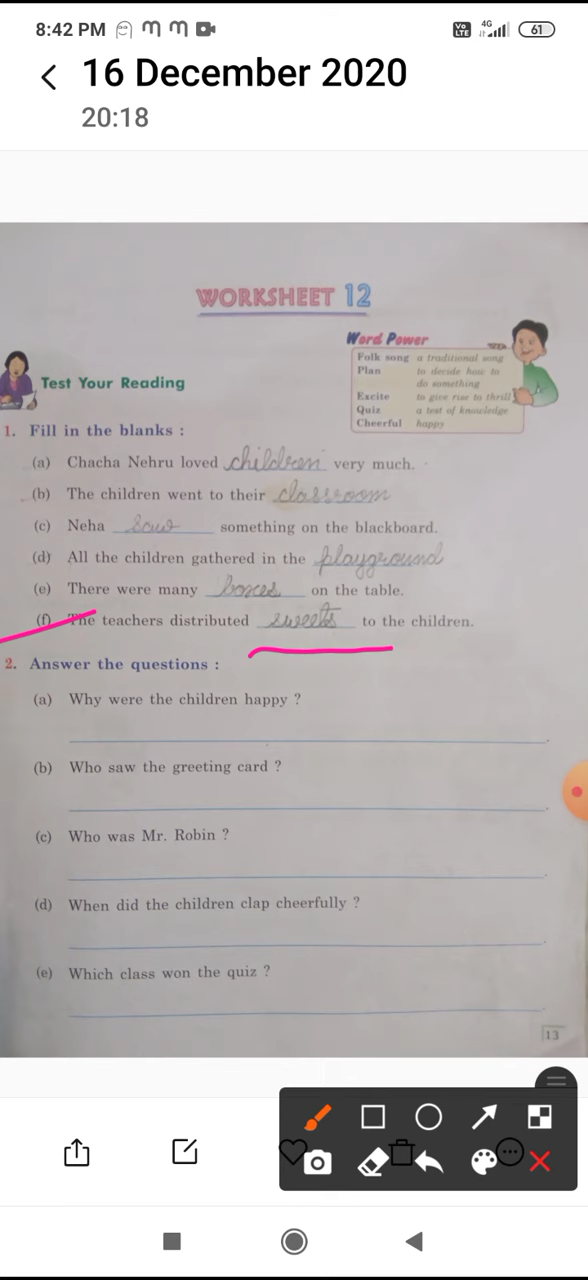 8:42 PM
Vo LTE 4G 61
16 December 2020
20:18
WORKSHEET 12
Word Power
Folk song a traditional song
Plan to decide how to
do something
Excite to give rise to thrill
Quiz a test of knowledge
Cheerful happy
Test Your Reading
1. Fill in the blanks :
(a) Chacha Nehru loved children very much.
(b) The children went to their classroom
(c) Neha saw something on the blackboard.
(d) All the children gathered in the playground
(e) There were many boxes on the table.
(f) The teachers distributed sweets to the children.
2. Answer the questions :
(a) Why were the children happy ?
(b) Who saw the greeting card ?
(c) Who was Mr. Robin ?
(d) When did the children clap cheerfully ?
(e) Which class won the quiz ?
13